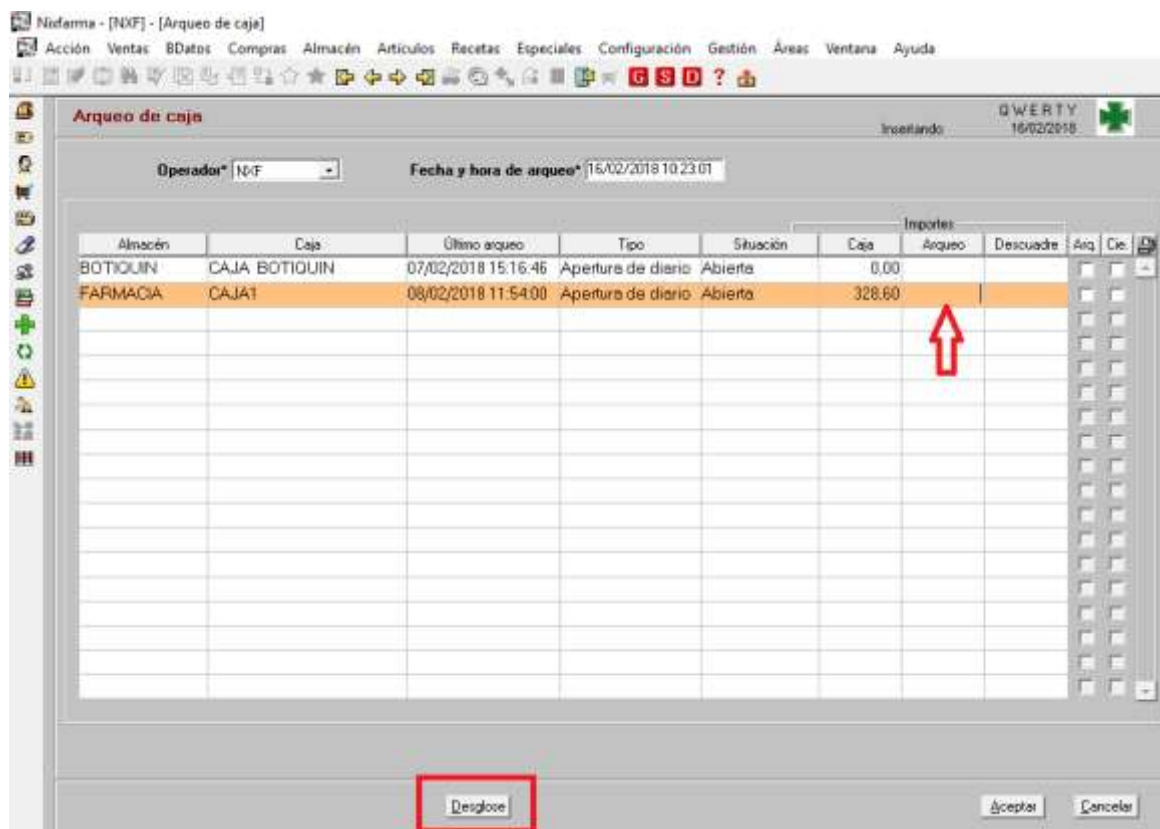 Nixfarma - [NXF] - [Arqueo de caja]
Acción Ventas BDatos Compras Almacén Artículos Recetas Especiales Configuración Gestión Áreas Ventana Ayuda
G S D ?
Arqueo de caja Insertando QWERTY 16/02/2018
Operador* NXF Fecha y hora de arqueo* 16/02/2018 10:23:01
Importes
Almacén Caja Último arqueo Tipo Situación Caja Arqueo Descuadre Arq. Cie.
BOTIQUIN CAJA BOTIQUIN 07/02/2018 15:16:46 Apertura de diario Abierta 0,00
FARMACIA CAJA1 08/02/2018 11:54:00 Apertura de diario Abierta 328,60
Desglose Aceptar Cancelar